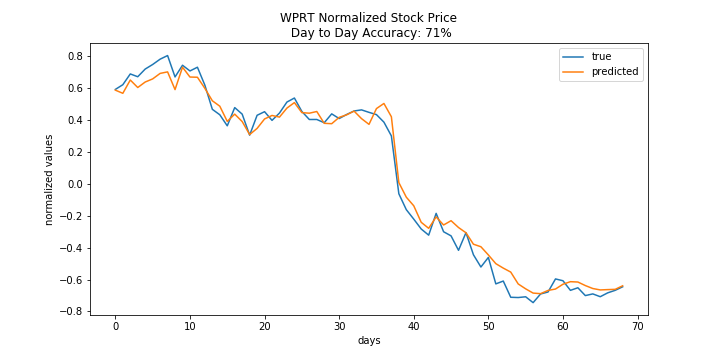 WPRT Normalized Stock Price
Day to Day Accuracy: 71%
true
predicted
normalized values
0.8
0.6
0.4
0.2
0.0
−0.2
−0.4
−0.6
−0.8
0 10 20 30 40 50 60 70
days